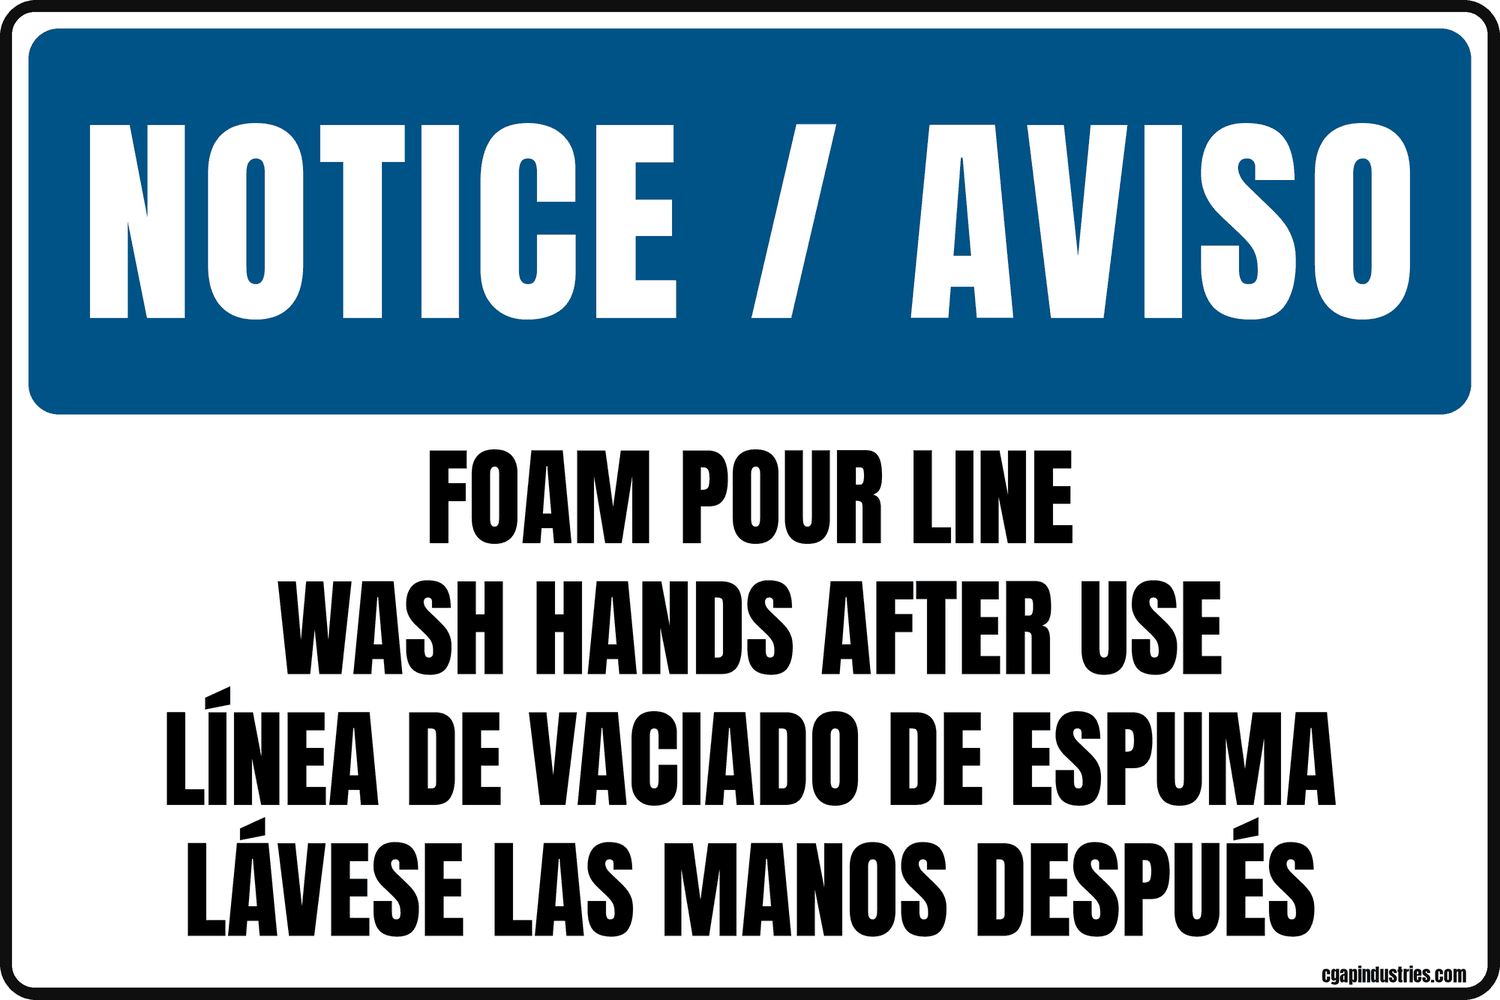 NOTICE / AVISO
FOAM POUR LINE
WASH HANDS AFTER USE
LÍNEA DE VACIADO DE ESPUMA
LÁVESE LAS MANOS DESPUÉS
cgapindustries.com